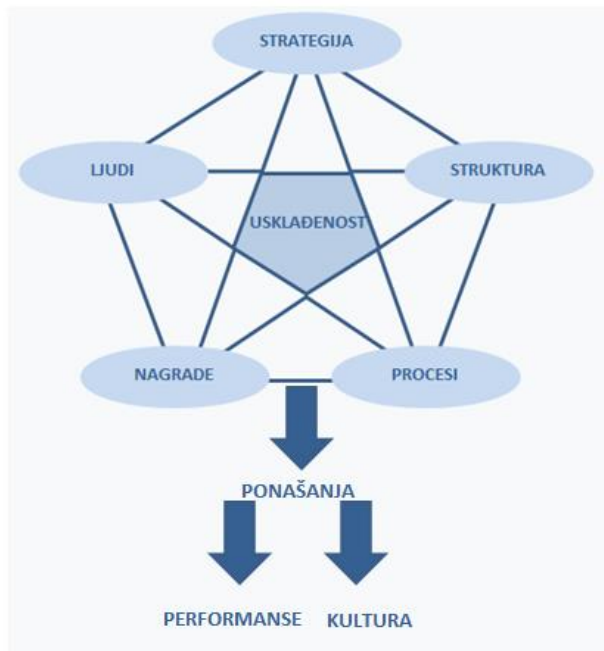 STRATEGIJA
LJUDI
STRUKTURA
USKLAĐENOST
NAGRADE
PROCESI
PONAŠANJA
PERFORMANSE
KULTURA